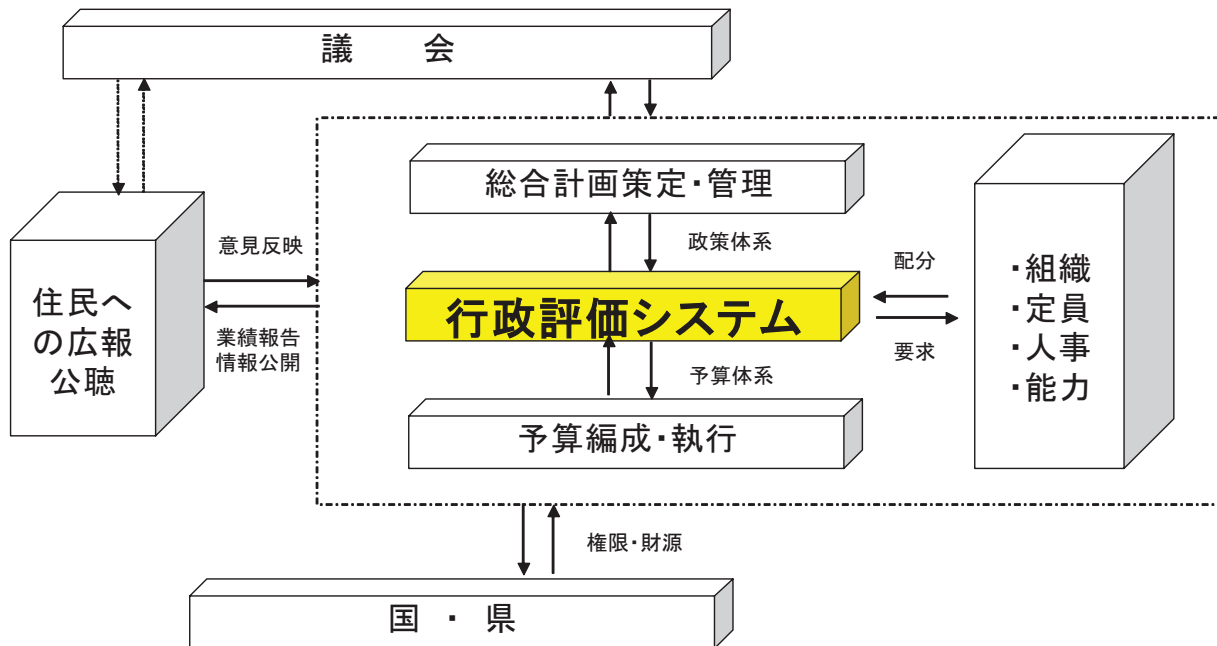 議 会
総合計画策定・管理
政策体系
意見反映
業績報告
情報公開
住民へ
の広報
公聴
行政評価システム
配分
要求
・組織
・定員
・人事
・能力
予算体系
予算編成・執行
権限・財源
国 ・ 県